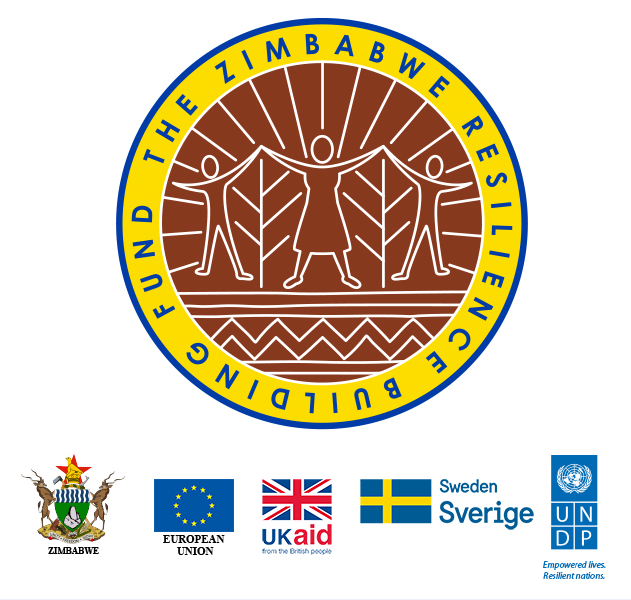 THE ZIMBABWE RESILIENCE BUILDING FUND
ZIMBABWE
EUROPEAN
UNION
UKaid
from the British people
Sweden
Sverige
U N
D P
Empowered lives.
Resilient nations.